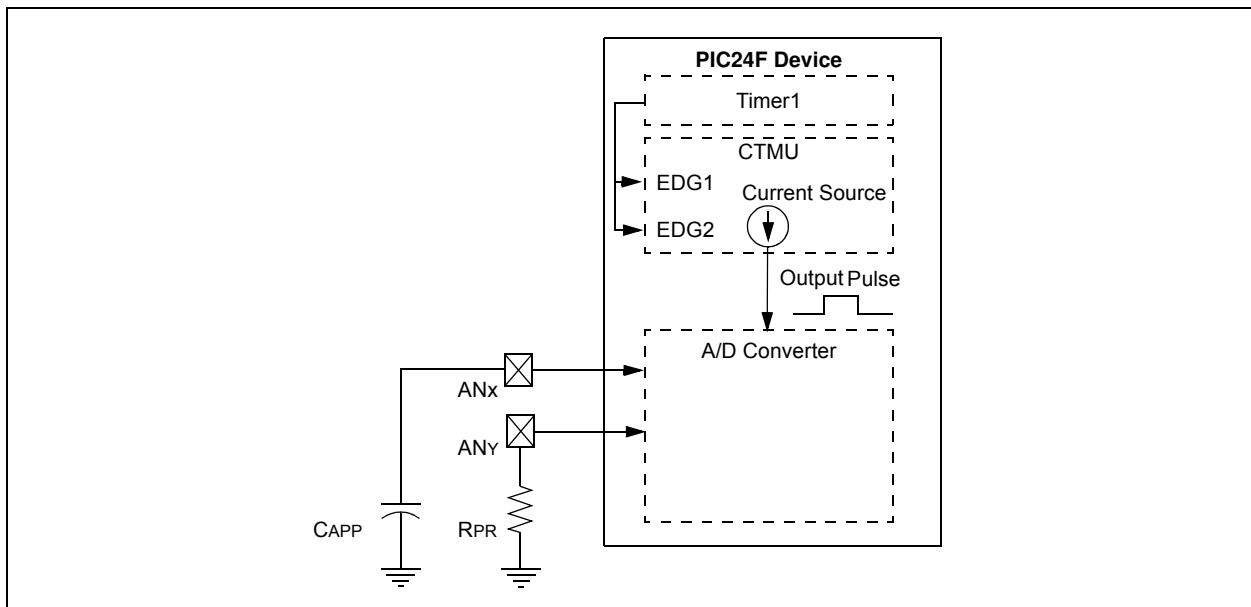 PIC24F Device
Timer1
CTMU
EDG1
Current Source
EDG2
Output Pulse
A/D Converter
ANX
ANY
CAPP
RPR